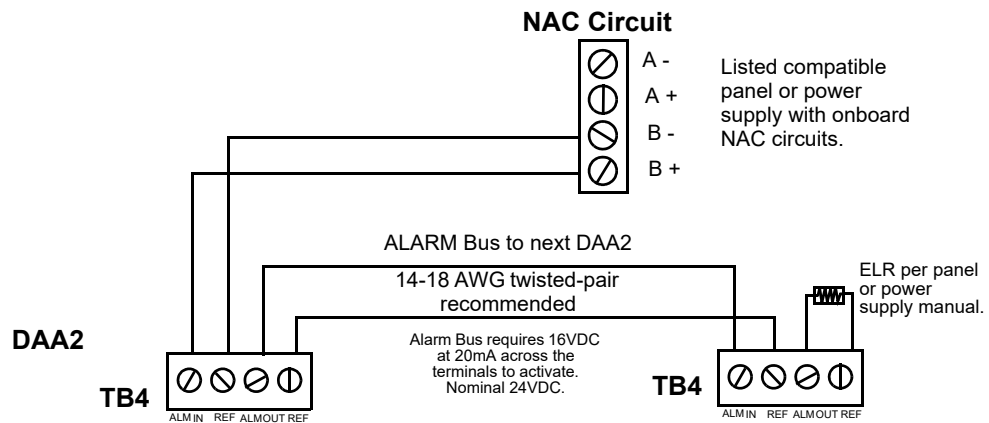 NAC Circuit
A -
A +
B -
B +
Listed compatible
panel or power
supply with onboard
NAC circuits.
ALARM Bus to next DAA2
14-18 AWG twisted-pair
recommended
ELR per panel
or power
supply manual.
DAA2
Alarm Bus requires 16VDC
at 20mA across the
terminals to activate.
Nominal 24VDC.
TB4
ALM IN REF ALM OUT REF
TB4
ALM IN REF ALM OUT REF